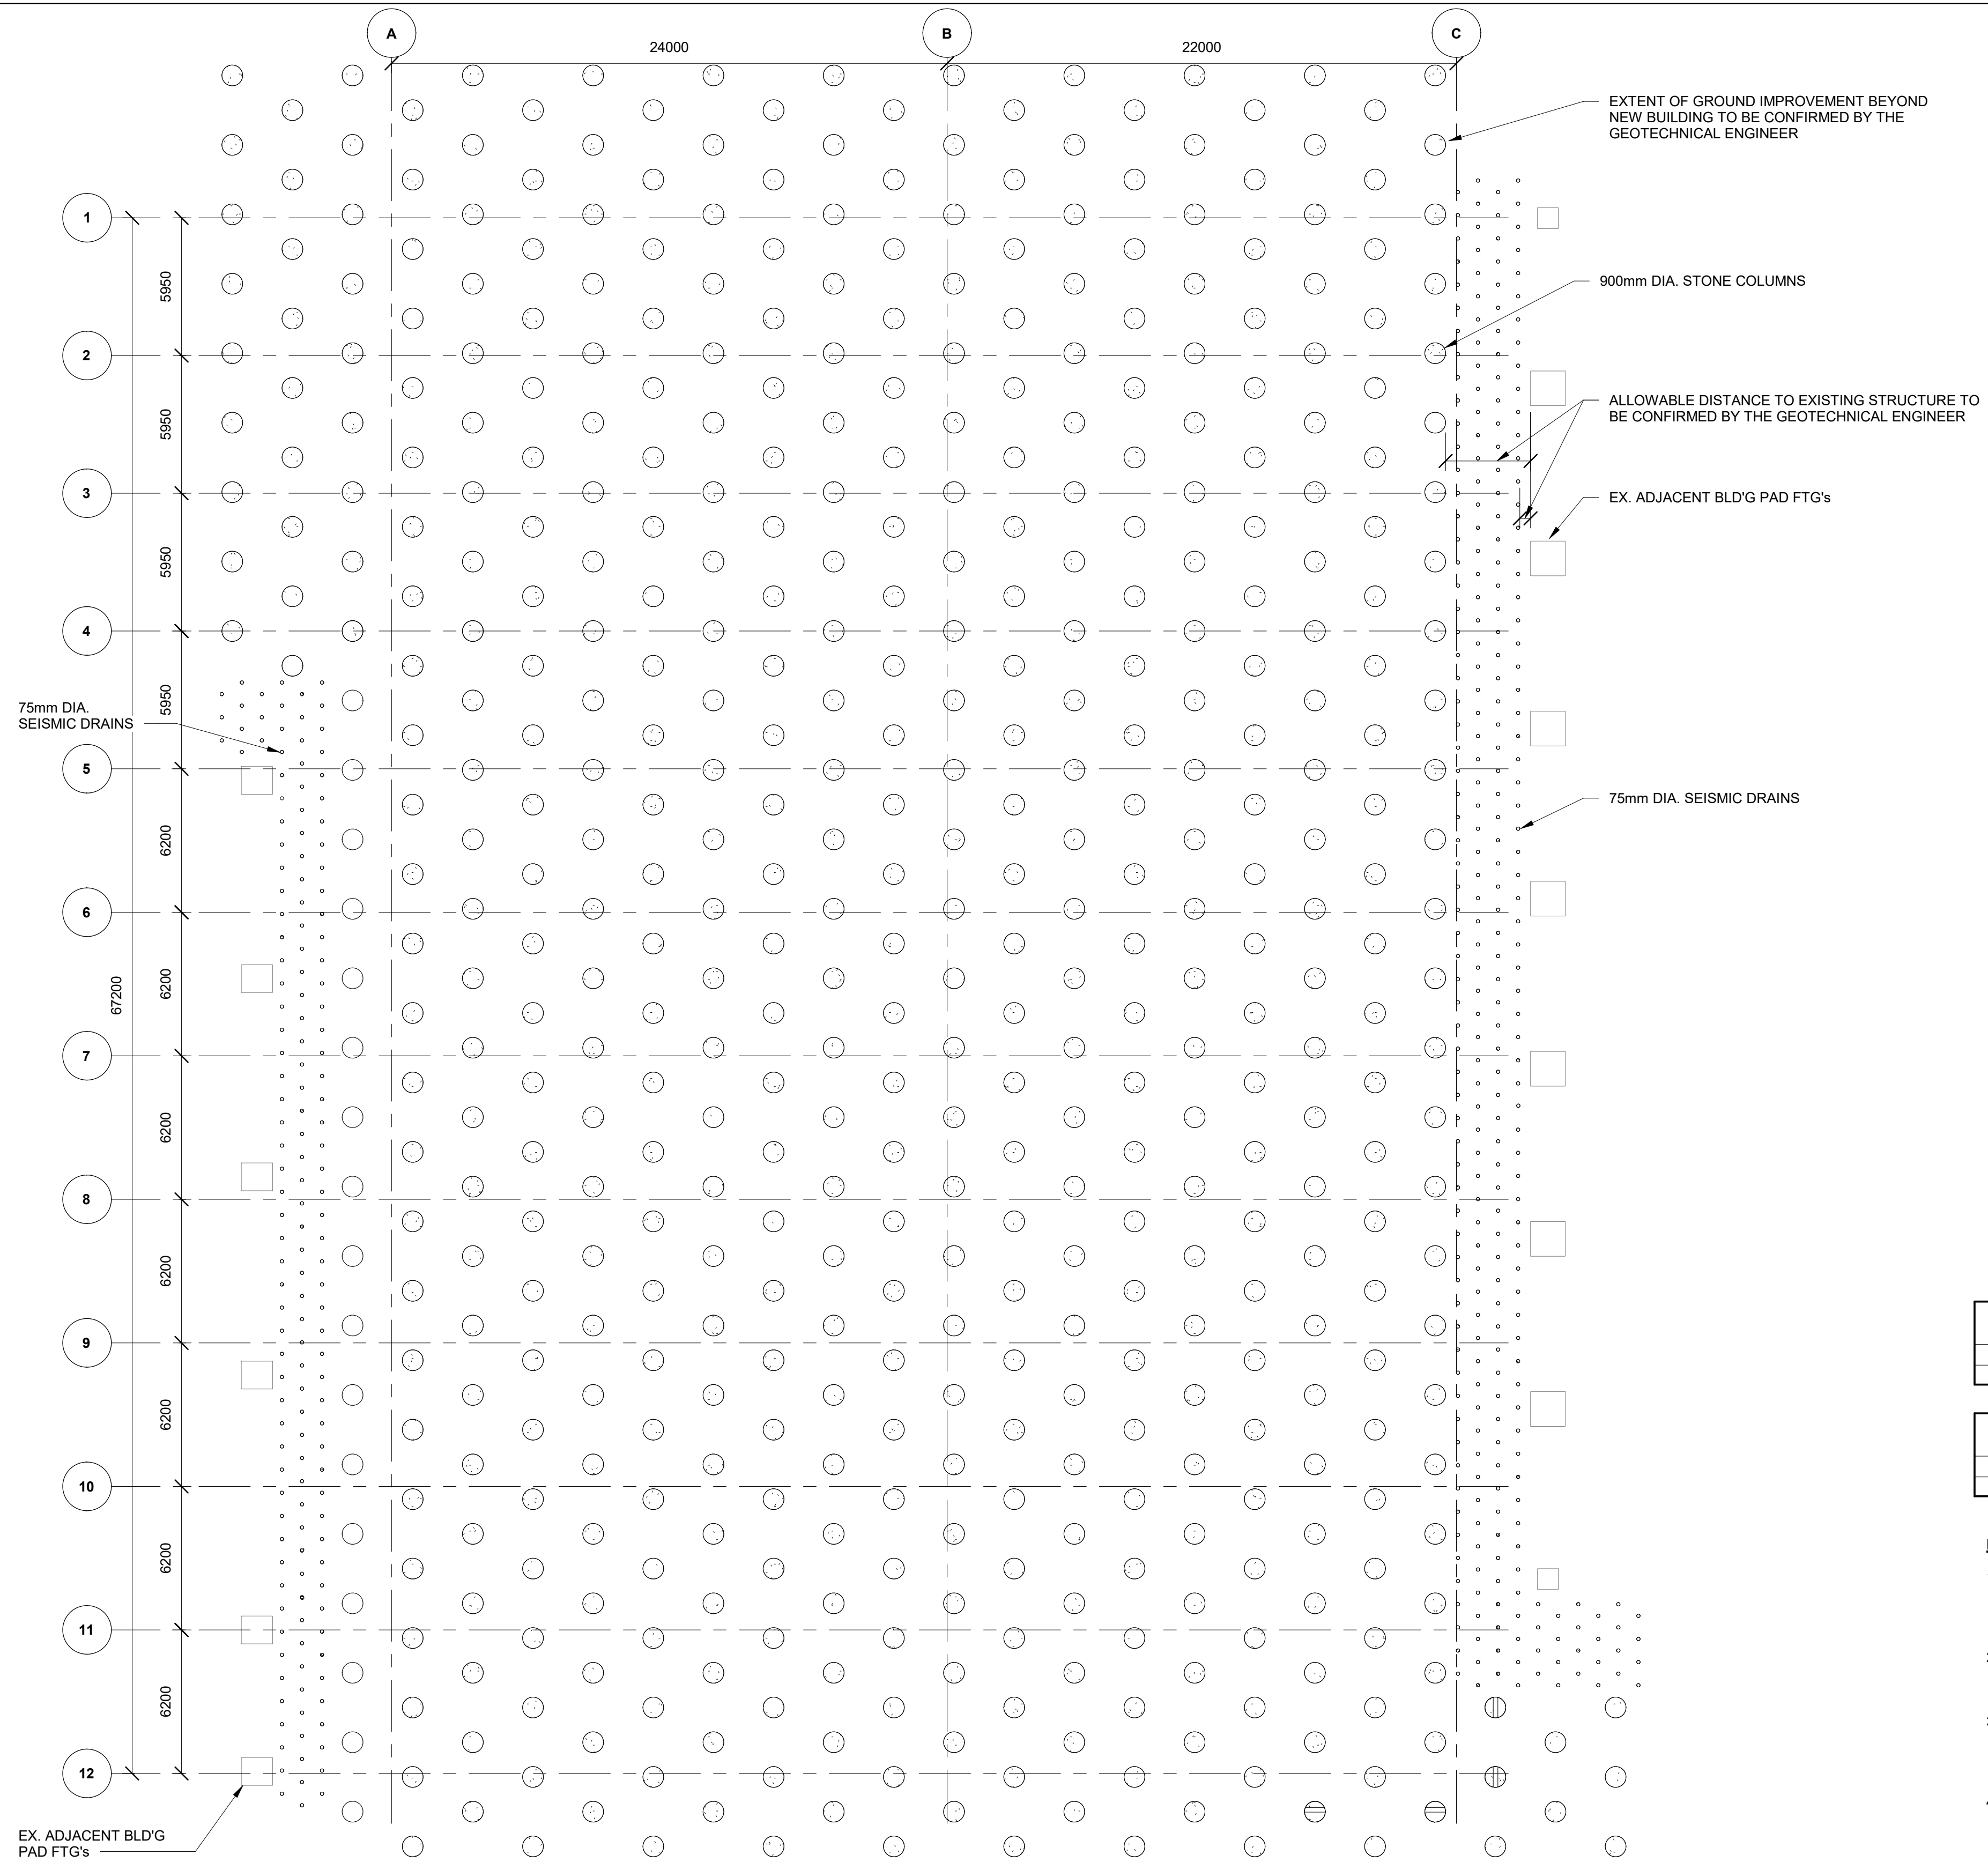 A
B
C
24000
22000
EXTENT OF GROUND IMPROVEMENT BEYOND
NEW BUILDING TO BE CONFIRMED BY THE
GEOTECHNICAL ENGINEER
1
5950
900mm DIA. STONE COLUMNS
2
5950
ALLOWABLE DISTANCE TO EXISTING STRUCTURE TO
BE CONFIRMED BY THE GEOTECHNICAL ENGINEER
3
EX. ADJACENT BLD'G PAD FTG's
5950
4
5950
75mm DIA.
SEISMIC DRAINS
5
75mm DIA. SEISMIC DRAINS
6200
6
67200
6200
7
6200
8
6200
9
6200
10
6200
11
6200
12
EX. ADJACENT BLD'G
PAD FTG's